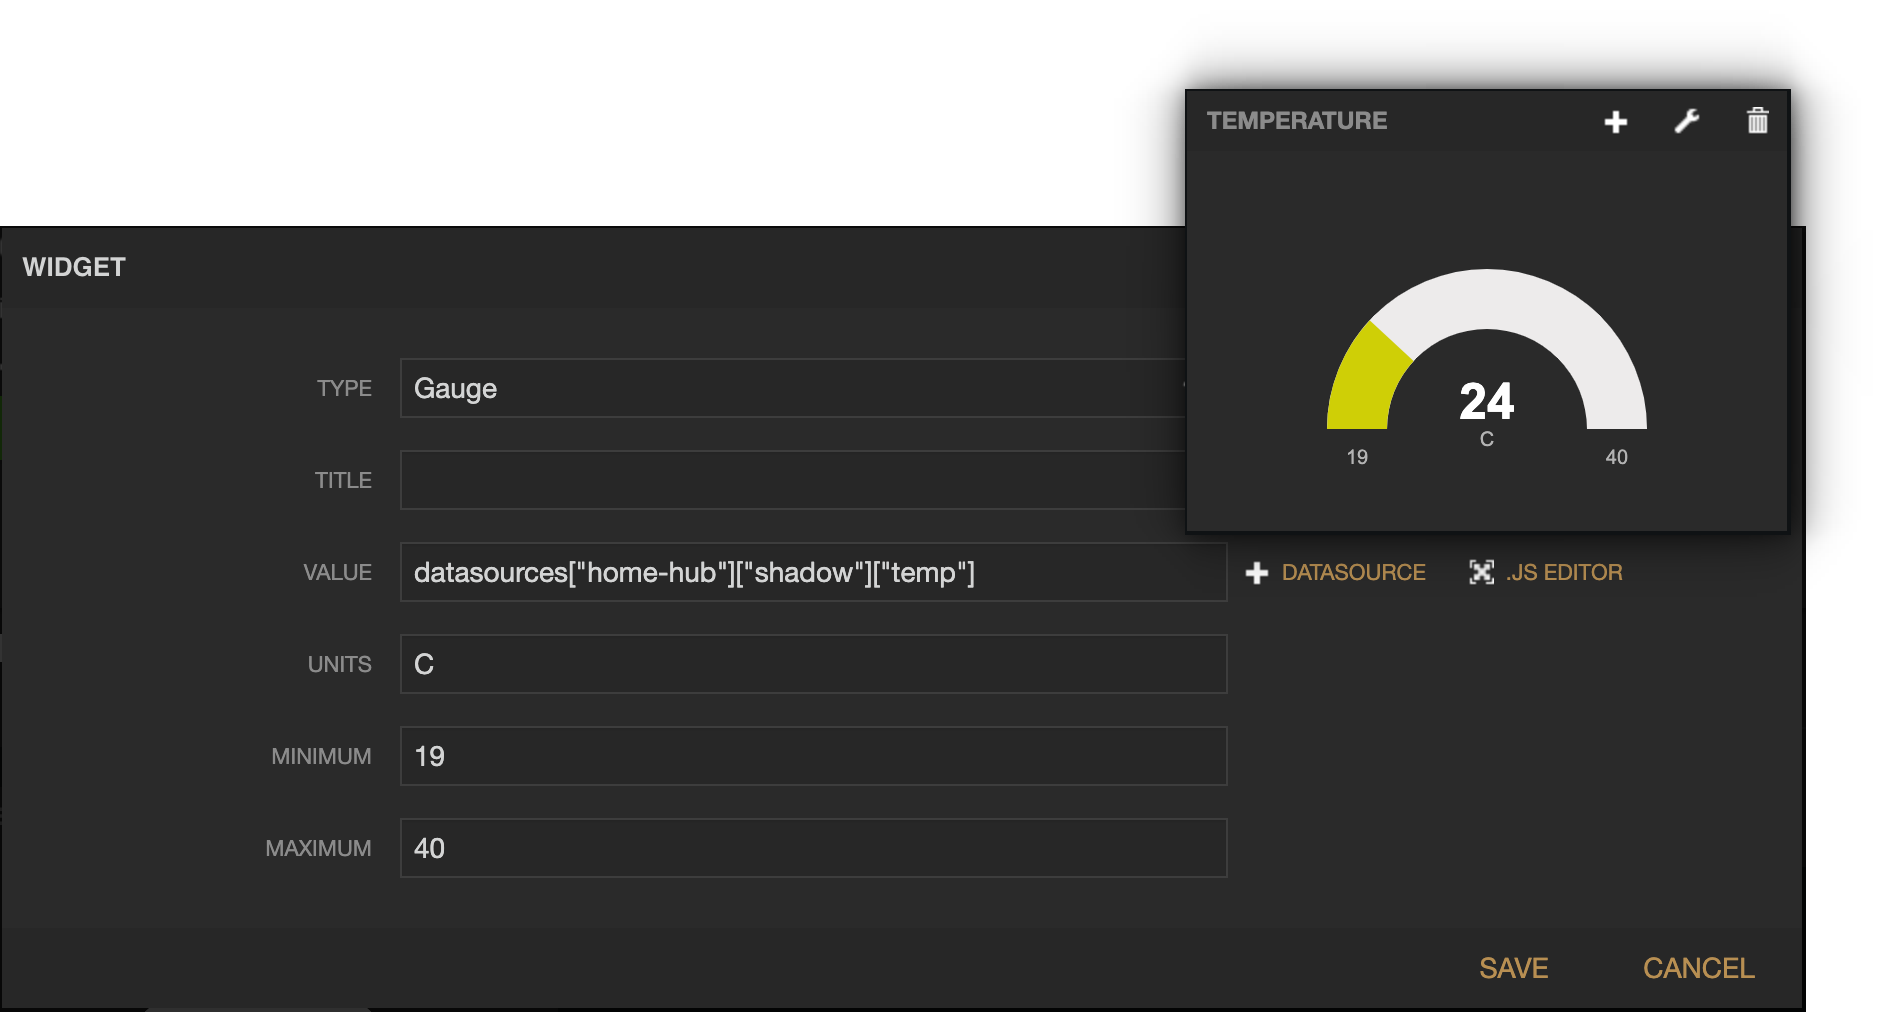 TEMPERATURE
24
C
19
40
WIDGET
TYPE
Gauge
TITLE
VALUE
datasources["home-hub"]["shadow"]["temp"]
DATASOURCE
.JS EDITOR
UNITS
C
MINIMUM
19
MAXIMUM
40
SAVE
CANCEL